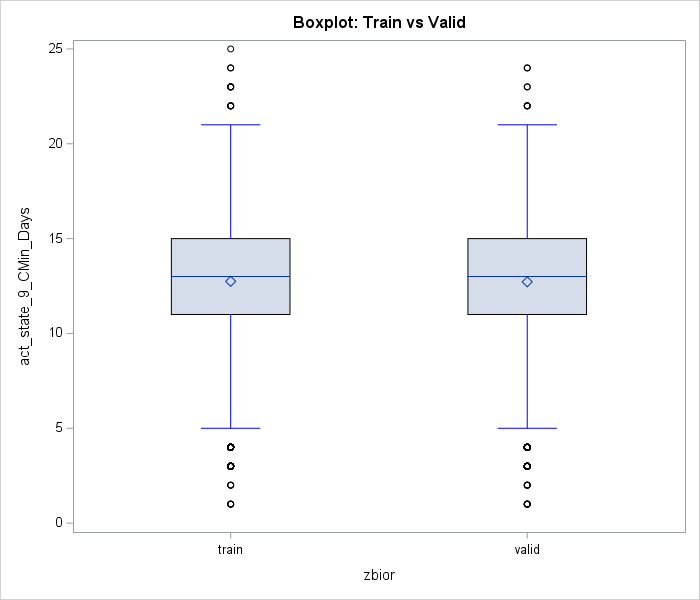 Boxplot: Train vs Valid
act_state_9_CMin_Days
25
20
15
10
5
0
train
valid
zbior